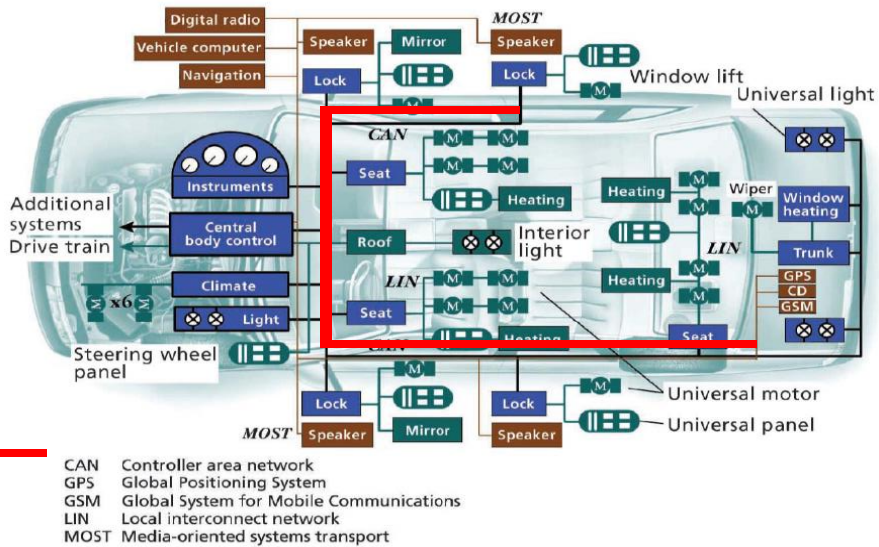 Digital radio
MOST
Vehicle computer
Speaker
Mirror
Speaker
Navigation
Lock
Lock
M
M
Window lift
Universal light
CAN
M
M
Instruments
Seat
M
M
M
Heating
Heating
M
Wiper
M
Window
heating
Additional
systems
Drive train
Central
body control
Roof
Interior
light
LIN
Trunk
Climate
LIN
M
M
Heating
M
GPS
M
M
x6
M
M
M
CD
Light
Seat
GSM
Heating
Seat
CAN
Steering wheel
panel
M
M
Universal motor
Lock
Lock
Universal panel
MOST
Speaker
Mirror
Speaker
CAN Controller area network
GPS Global Positioning System
GSM Global System for Mobile Communications
LIN Local interconnect network
MOST Media-oriented systems transport